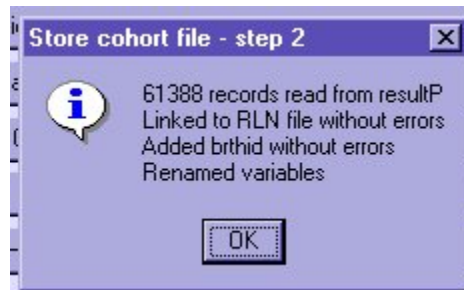 Store cohort file - step 2
61388 records read from resultP
Linked to RLN file without errors
Added brthid without errors
Renamed variables
OK